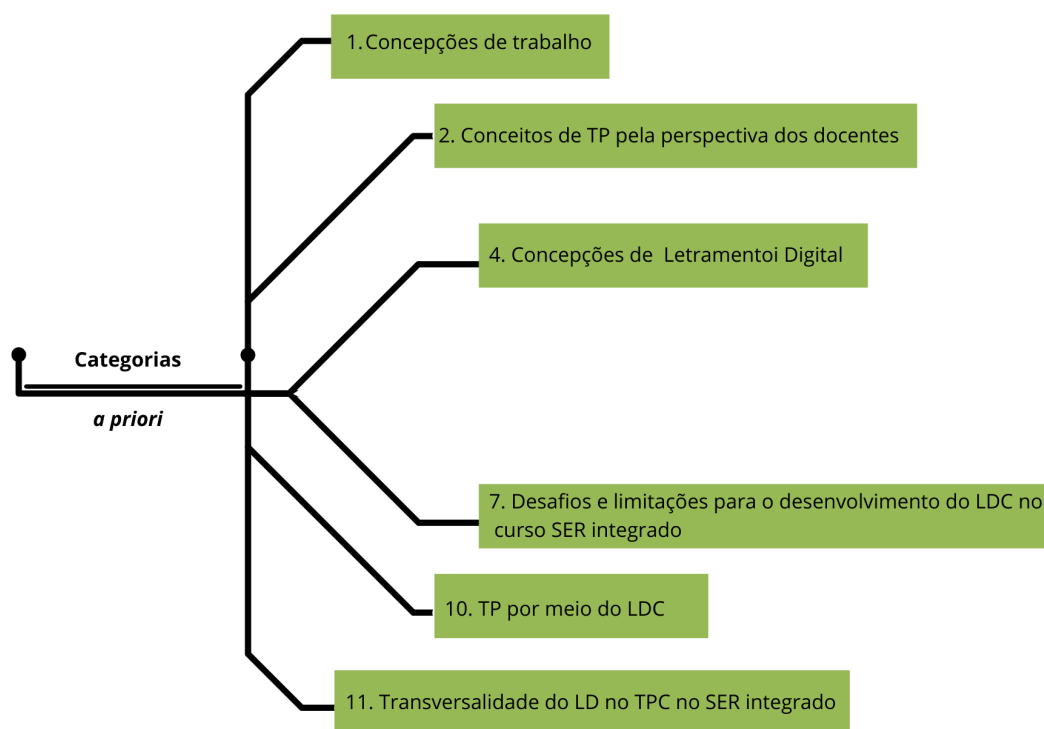 1. Concepções de trabalho
2. Conceitos de TP pela perspectiva dos docentes
4. Concepções de Letramentoi Digital
Categorias
a priori
7. Desafios e limitações para o desenvolvimento do LDC no
curso SER integrado
10. TP por meio do LDC
11. Transversalidade do LD no TPC no SER integrado